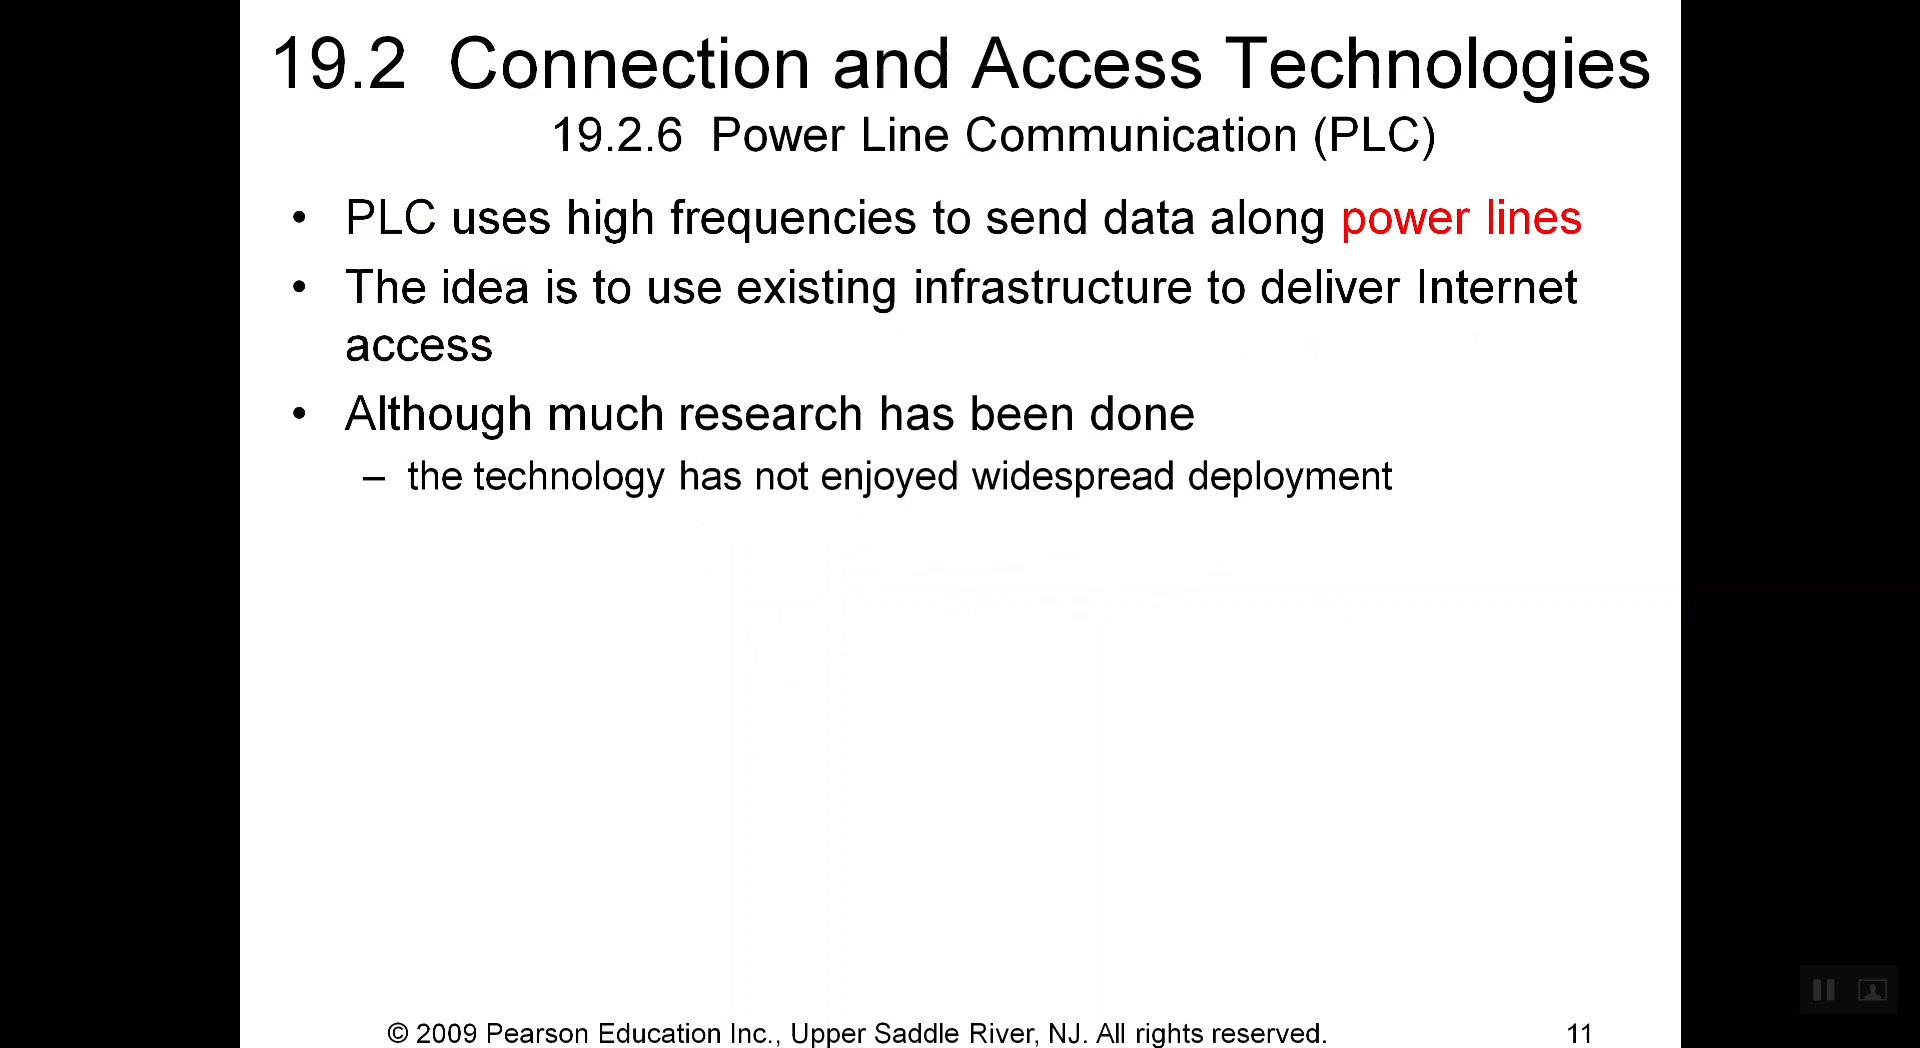 19.2 Connection and Access Technologies
19.2.6 Power Line Communication (PLC)
• PLC uses high frequencies to send data along power lines
• The idea is to use existing infrastructure to deliver Internet
access
• Although much research has been done
– the technology has not enjoyed widespread deployment
© 2009 Pearson Education Inc., Upper Saddle River, NJ. All rights reserved.
11